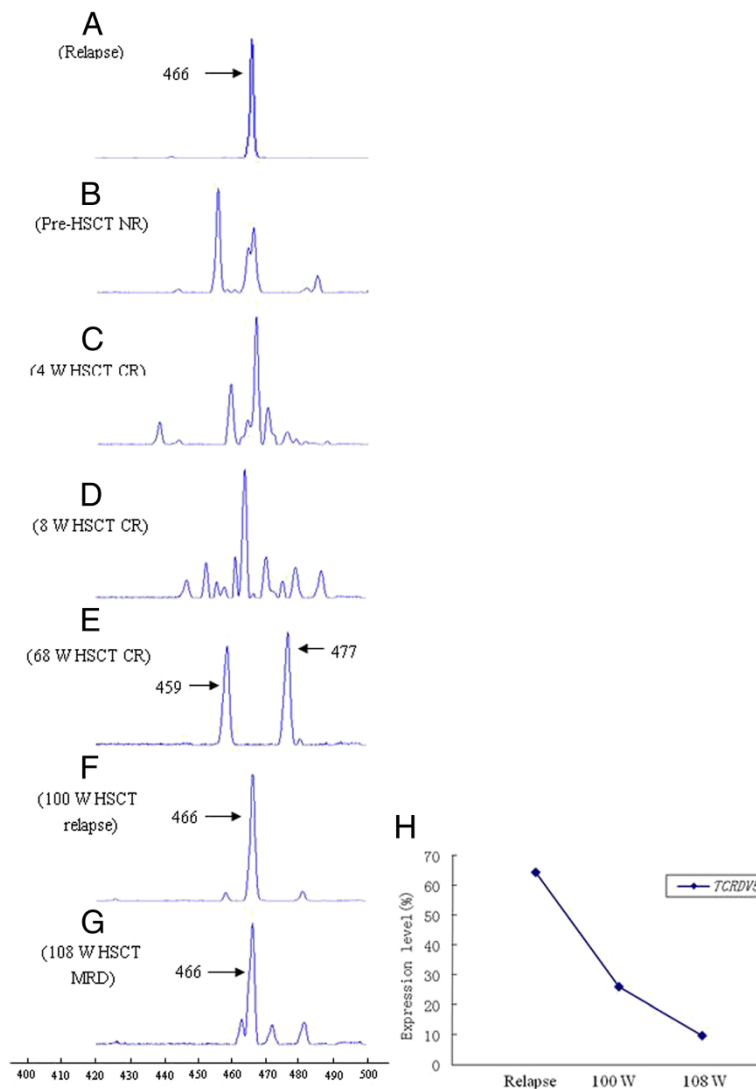 A
(Relapse)
466
B
(Pre-HSCT NR)
C
(4 W HSCT CR)
D
(8 W HSCT CR)
E
(68 W HSCT CR)
477
459
F
(100 W HSCT
relapse)
466
G
(108 W HSCT
MRD)
466
400 410 420 430 440 450 460 470 480 490 500
H
Expression level(%)
70
60
50
40
30
20
10
0
Relapse 100 W 108 W